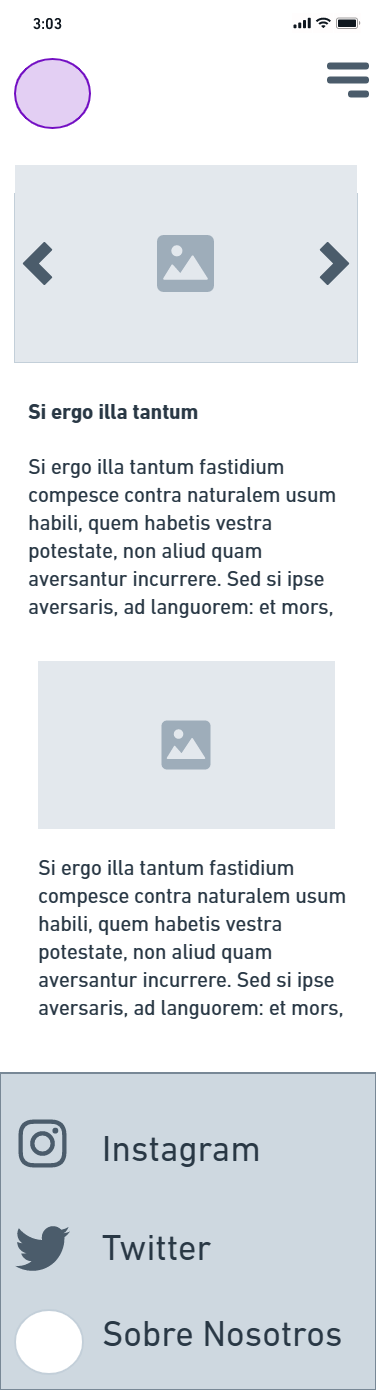 3:03
Si ergo illa tantum
Si ergo illa tantum fastidium
compesce contra naturalem usum
habili, quem habetis vestra
potestate, non aliud quam
aversantur incurrere. Sed si ipse
aversaris, ad languorem: et mors,
Si ergo illa tantum fastidium
compesce contra naturalem usum
habili, quem habetis vestra
potestate, non aliud quam
aversantur incurrere. Sed si ipse
aversaris, ad languorem: et mors,
Instagram
Twitter
Sobre Nosotros